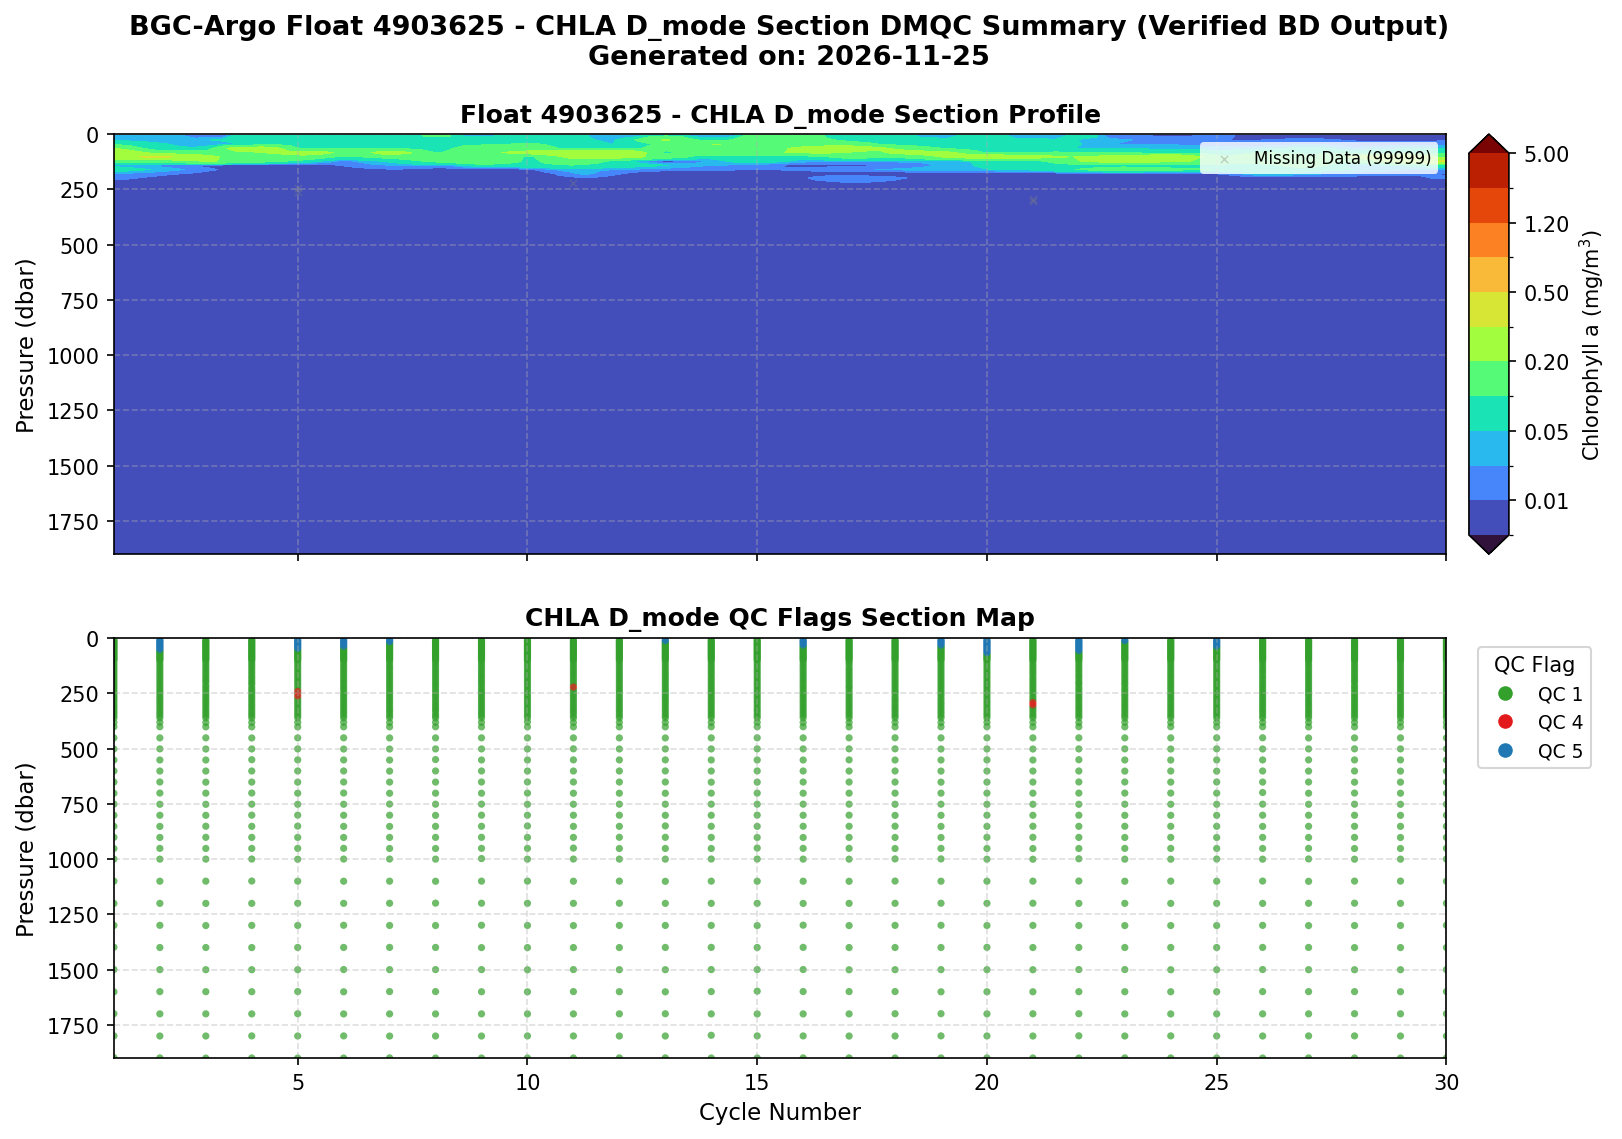 BGC-Argo Float 4903625 - CHLA D_mode Section DMQC Summary (Verified BD Output)
Generated on: 2026-11-25
Float 4903625 - CHLA D_mode Section Profile
Pressure (dbar)
0
250
500
750
1000
1250
1500
1750
Missing Data (99999)
5.00
1.20
0.50
0.20
0.05
0.01
Chlorophyll a (mg/m³)
CHLA D_mode QC Flags Section Map
Pressure (dbar)
0
250
500
750
1000
1250
1500
1750
5
10
15
20
25
30
Cycle Number
QC Flag
QC 1
QC 4
QC 5